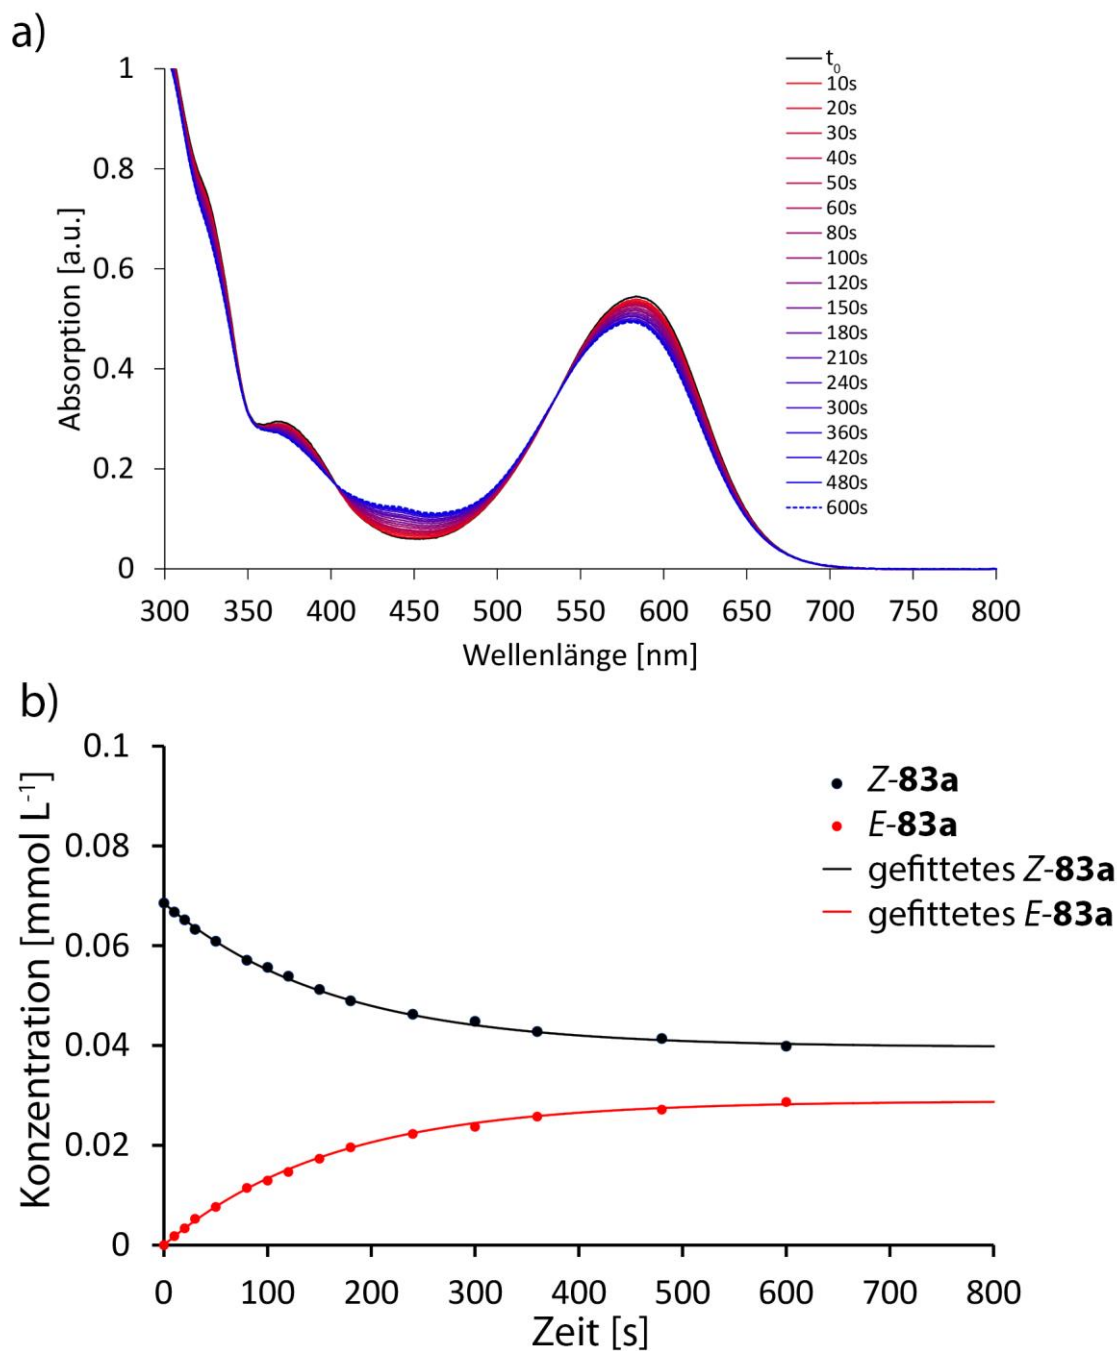 a)
Absorption [a.u.]
1
0.8
0.6
0.4
0.2
0
300 350 400 450 500 550 600 650 700 750 800
Wellenlänge [nm]
t0
10s
20s
30s
40s
50s
60s
80s
100s
120s
150s
180s
210s
240s
300s
360s
420s
480s
600s
b)
Konzentration [mmol L-1]
0.1
0.08
0.06
0.04
0.02
0
0 100 200 300 400 500 600 700 800
Zeit [s]
Z-83a
E-83a
gefittetes Z-83a
gefittetes E-83a